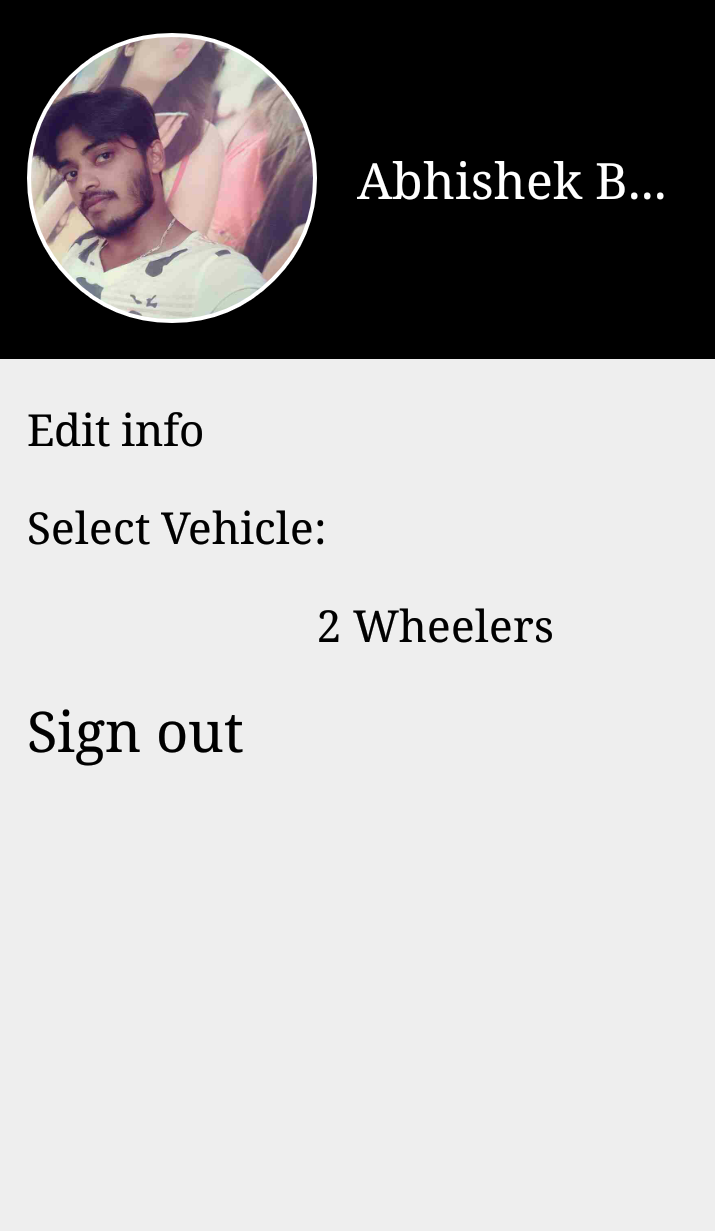 Abhishek B...
Edit info
Select Vehicle:
2 Wheelers
Sign out